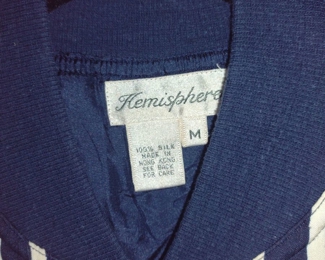 Hemisphere
M
100% SILK
MADE IN
HONG KONG
SEE BACK
FOR CARE